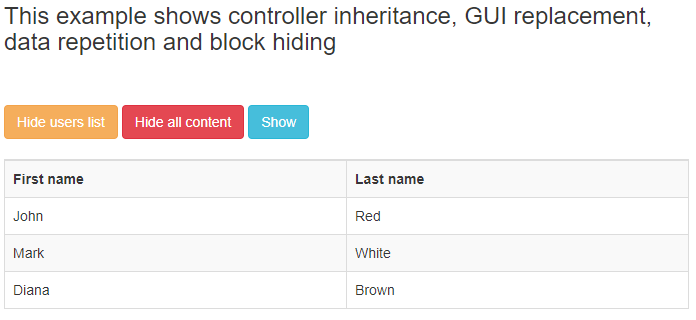 This example shows controller inheritance, GUI replacement,
data repetition and block hiding
Hide users list Hide all content Show
First name Last name
John Red
Mark White
Diana Brown